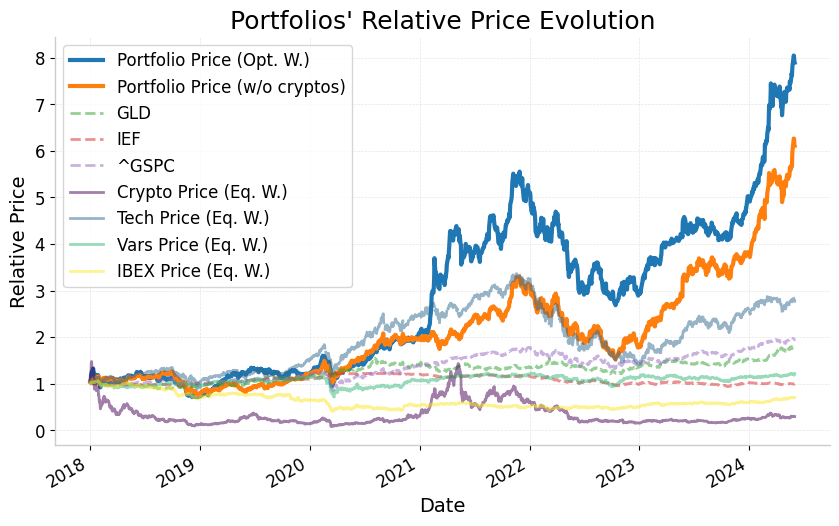 Portfolios' Relative Price Evolution
Portfolio Price (Opt. W.)
Portfolio Price (w/o cryptos)
GLD
IEF
^GSPC
Crypto Price (Eq. W.)
Tech Price (Eq. W.)
Vars Price (Eq. W.)
IBEX Price (Eq. W.)
Relative Price
8
7
6
5
4
3
2
1
0
2018
2019
2020
2021
2022
2023
2024
Date